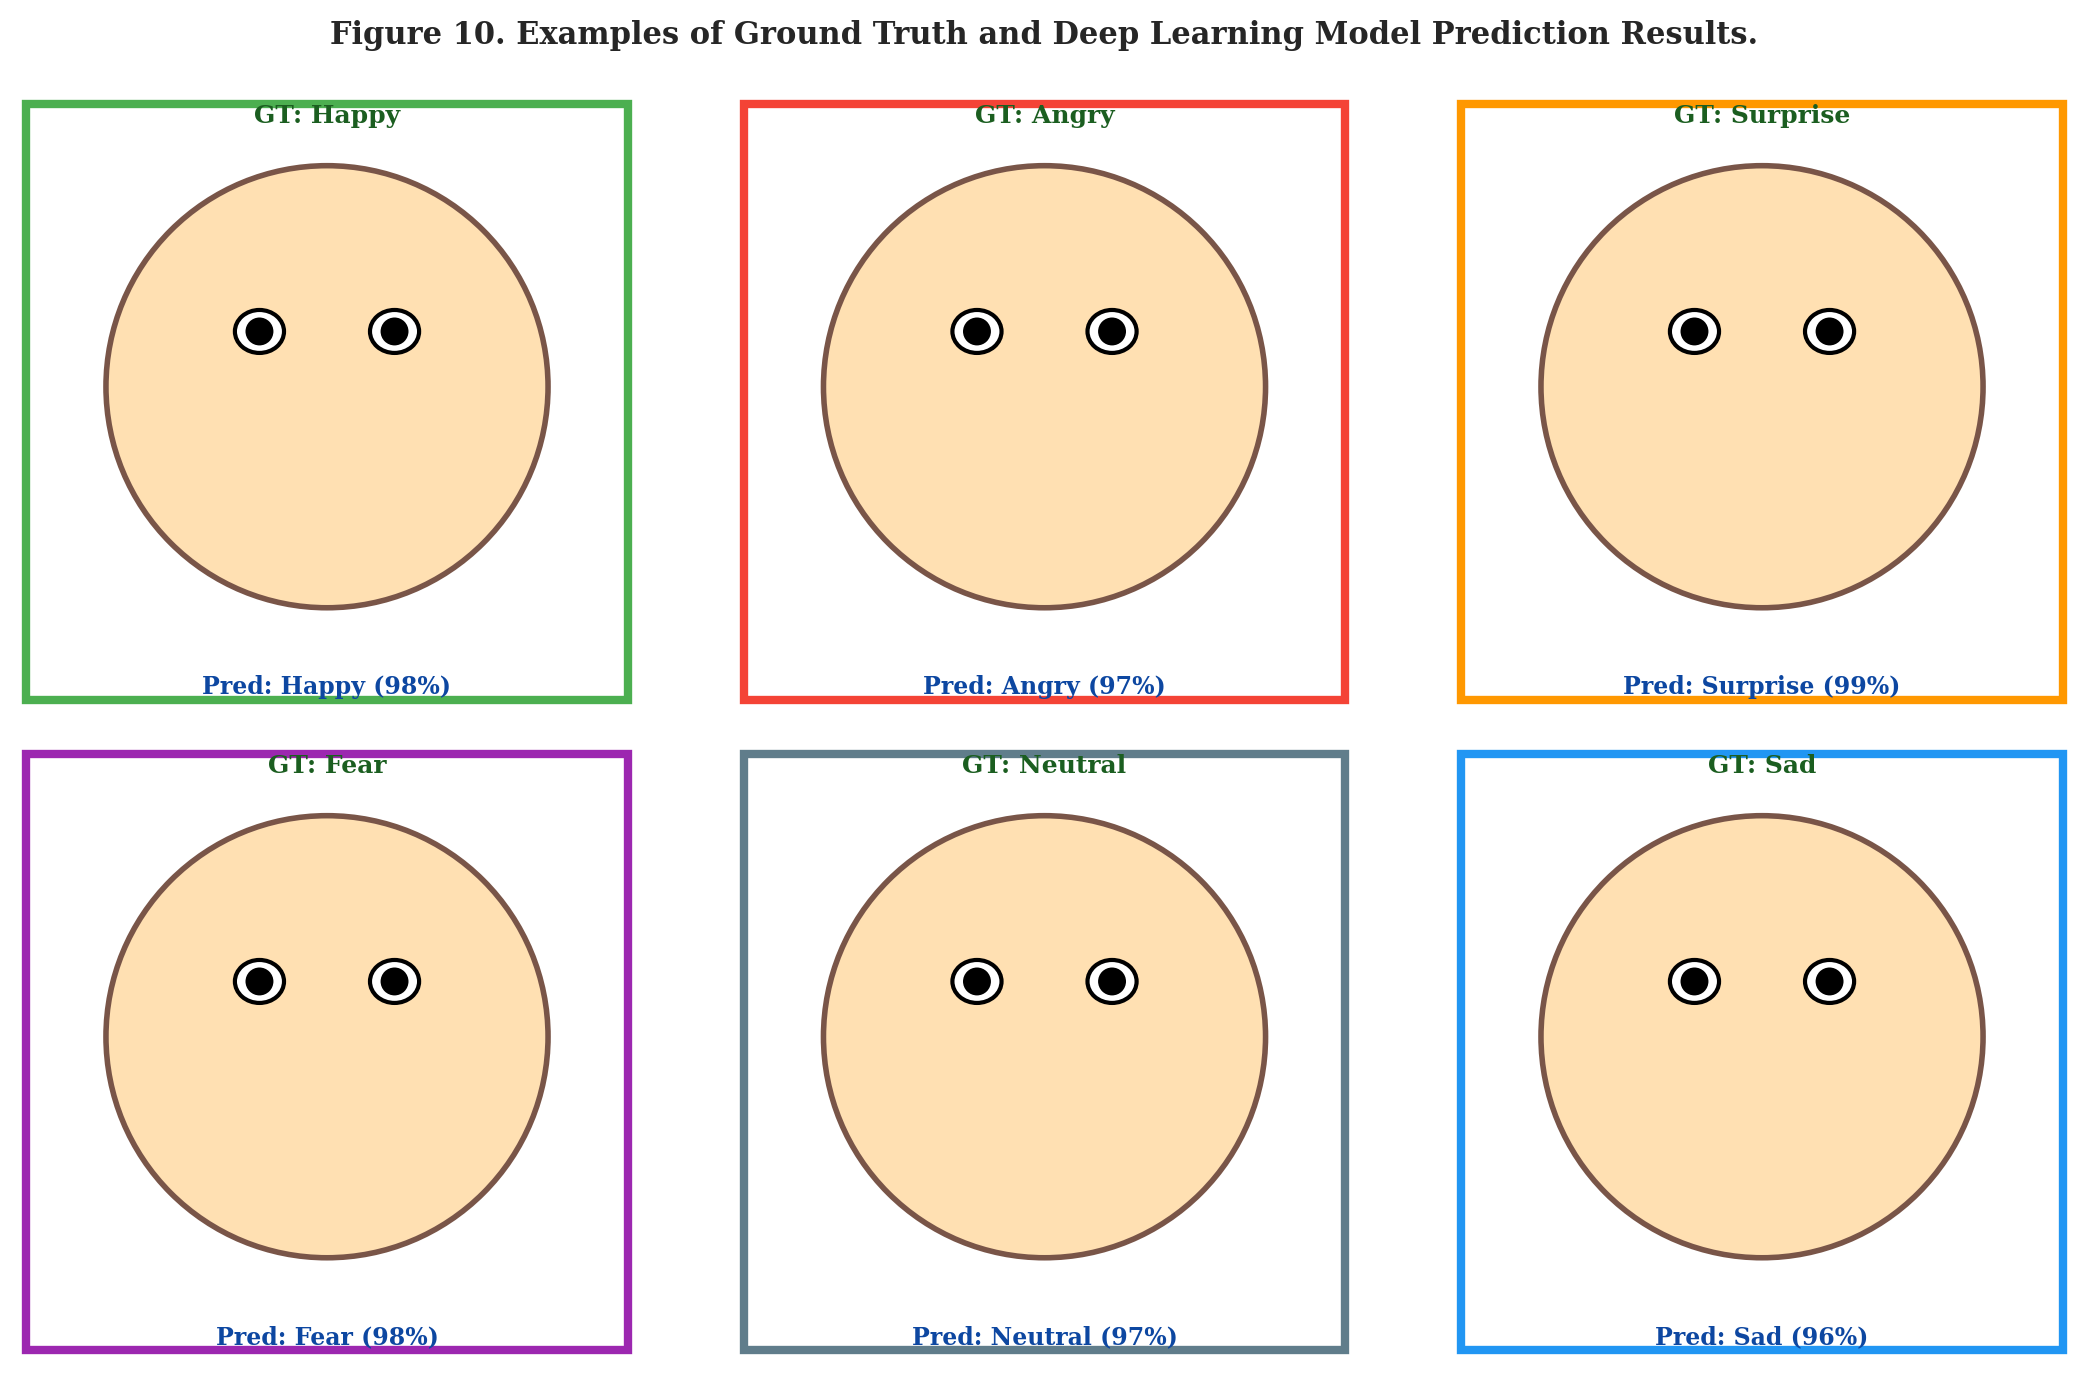 Figure 10. Examples of Ground Truth and Deep Learning Model Prediction Results.
GT: Happy
GT: Angry
GT: Surprise
Pred: Happy (98%)
Pred: Angry (97%)
Pred: Surprise (99%)
GT: Fear
GT: Neutral
GT: Sad
Pred: Fear (98%)
Pred: Neutral (97%)
Pred: Sad (96%)